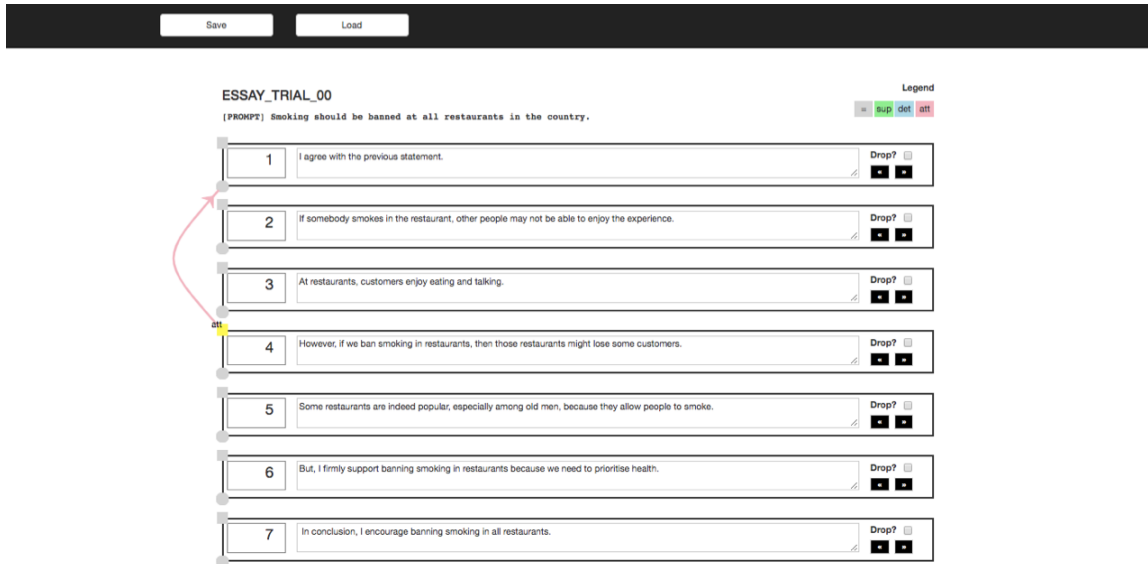 Save Load
Legend
ESSAY_TRIAL_00
= sup det att
[PROMPT] Smoking should be banned at all restaurants in the country.
1 I agree with the previous statement. Drop?
« »
2 If somebody smokes in the restaurant, other people may not be able to enjoy the experience. Drop?
« »
3 At restaurants, customers enjoy eating and talking. Drop?
« »
att
4 However, if we ban smoking in restaurants, then those restaurants might lose some customers. Drop?
« »
5 Some restaurants are indeed popular, especially among old men, because they allow people to smoke. Drop?
« »
6 But, I firmly support banning smoking in restaurants because we need to prioritise health. Drop?
« »
7 In conclusion, I encourage banning smoking in all restaurants. Drop?
« »